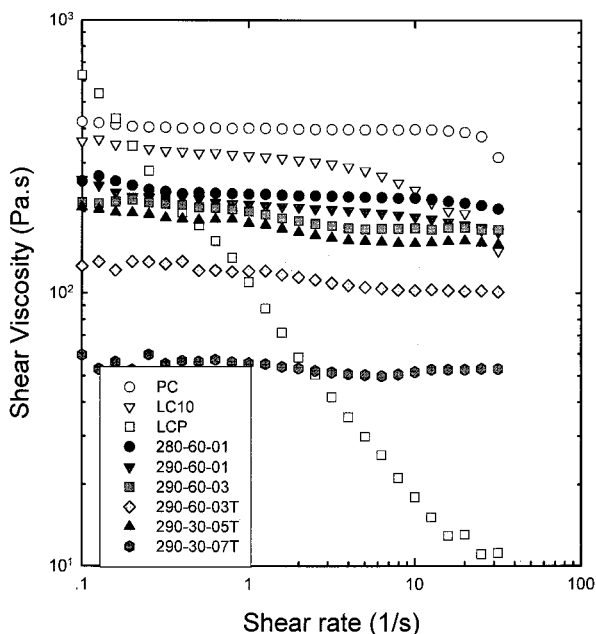 10³
Shear Viscosity (Pa.s)
10²
PC
LC10
LCP
280-60-01
290-60-01
290-60-03
290-60-03T
290-30-05T
290-30-07T
10¹
.1
1
10
100
Shear rate (1/s)